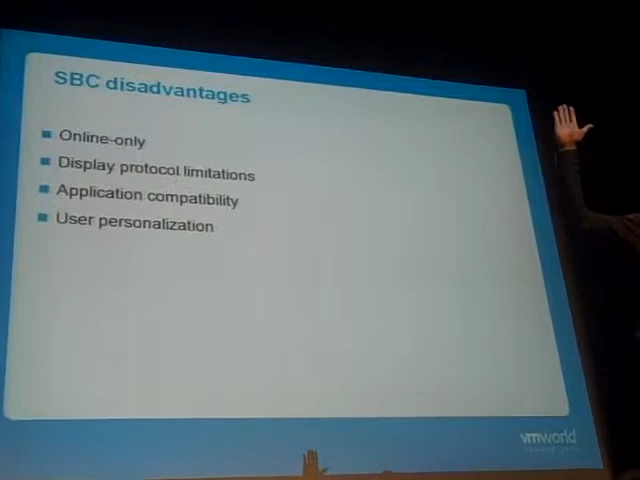 SBC disadvantages
Online-only
Display protocol limitations
Application compatibility
User personalization
vmworld